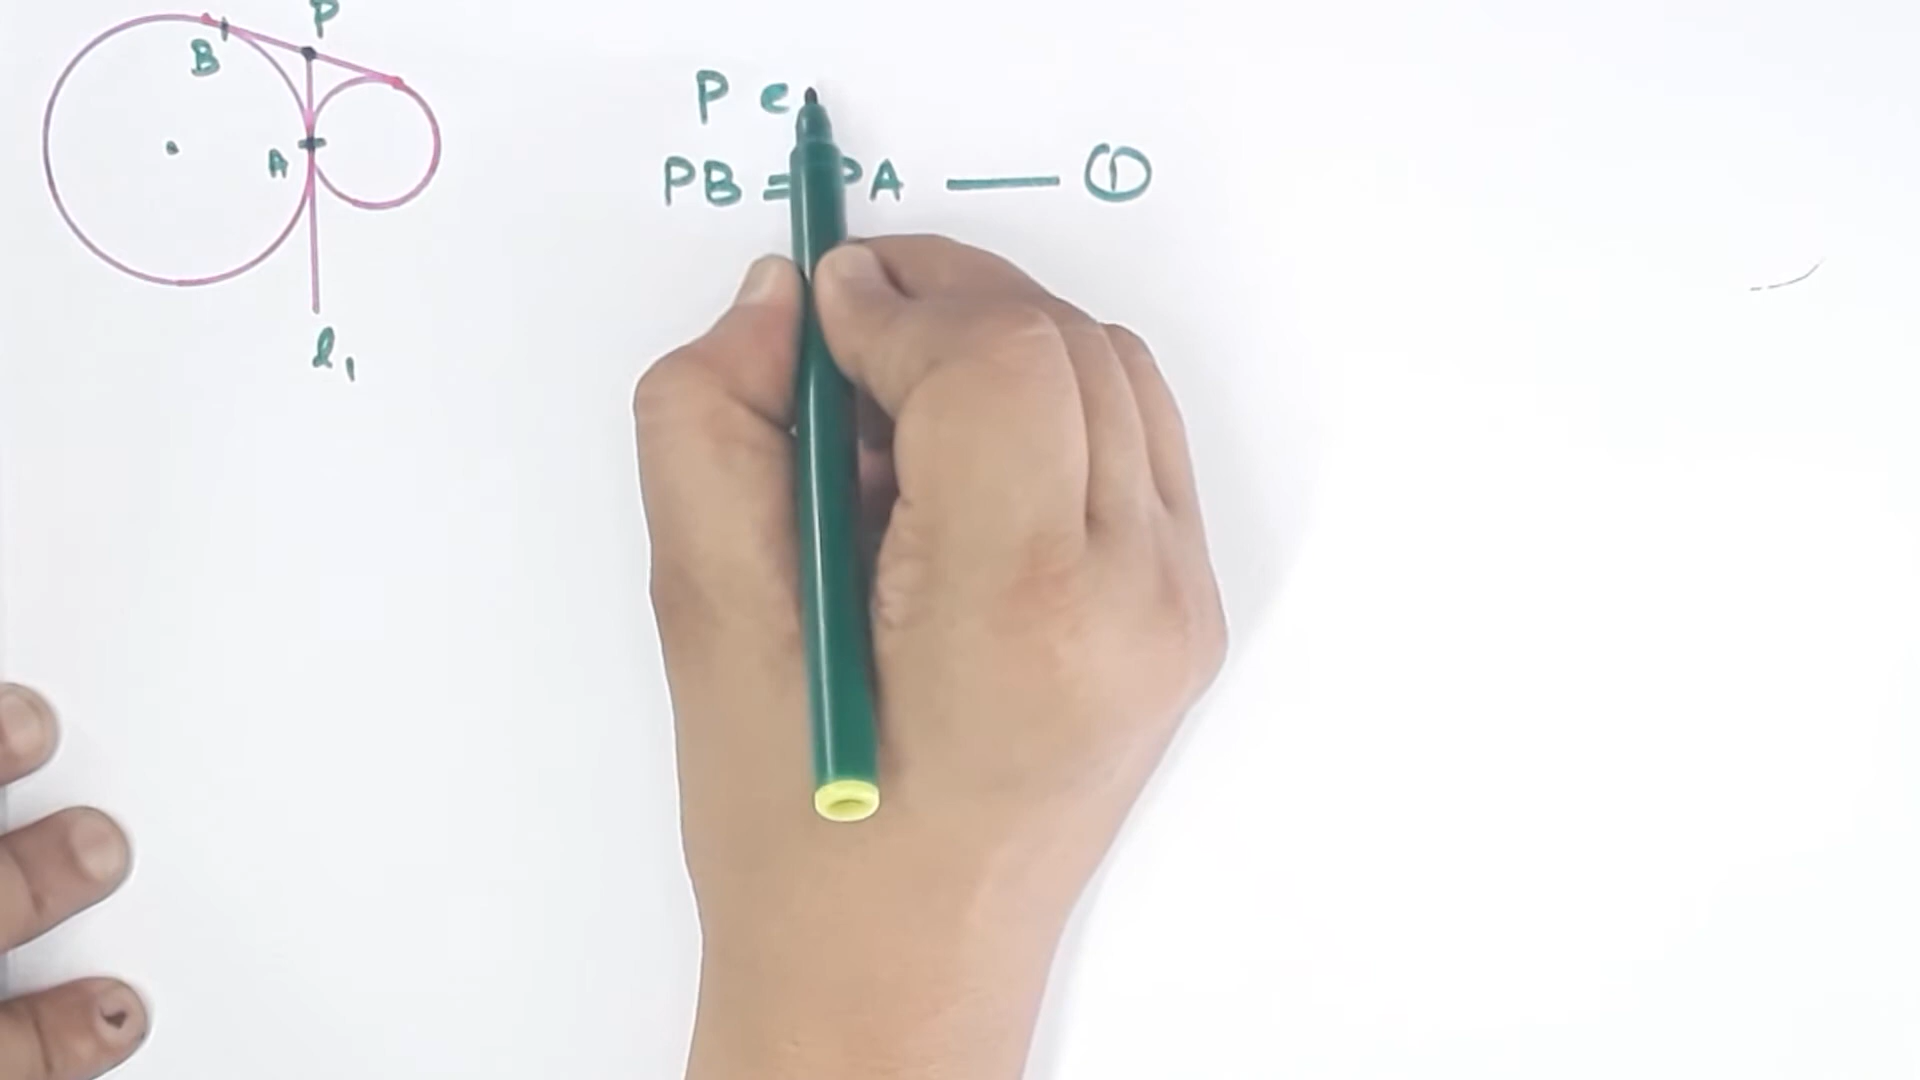 P
B
A
l₁
P e
PB = PA — ①